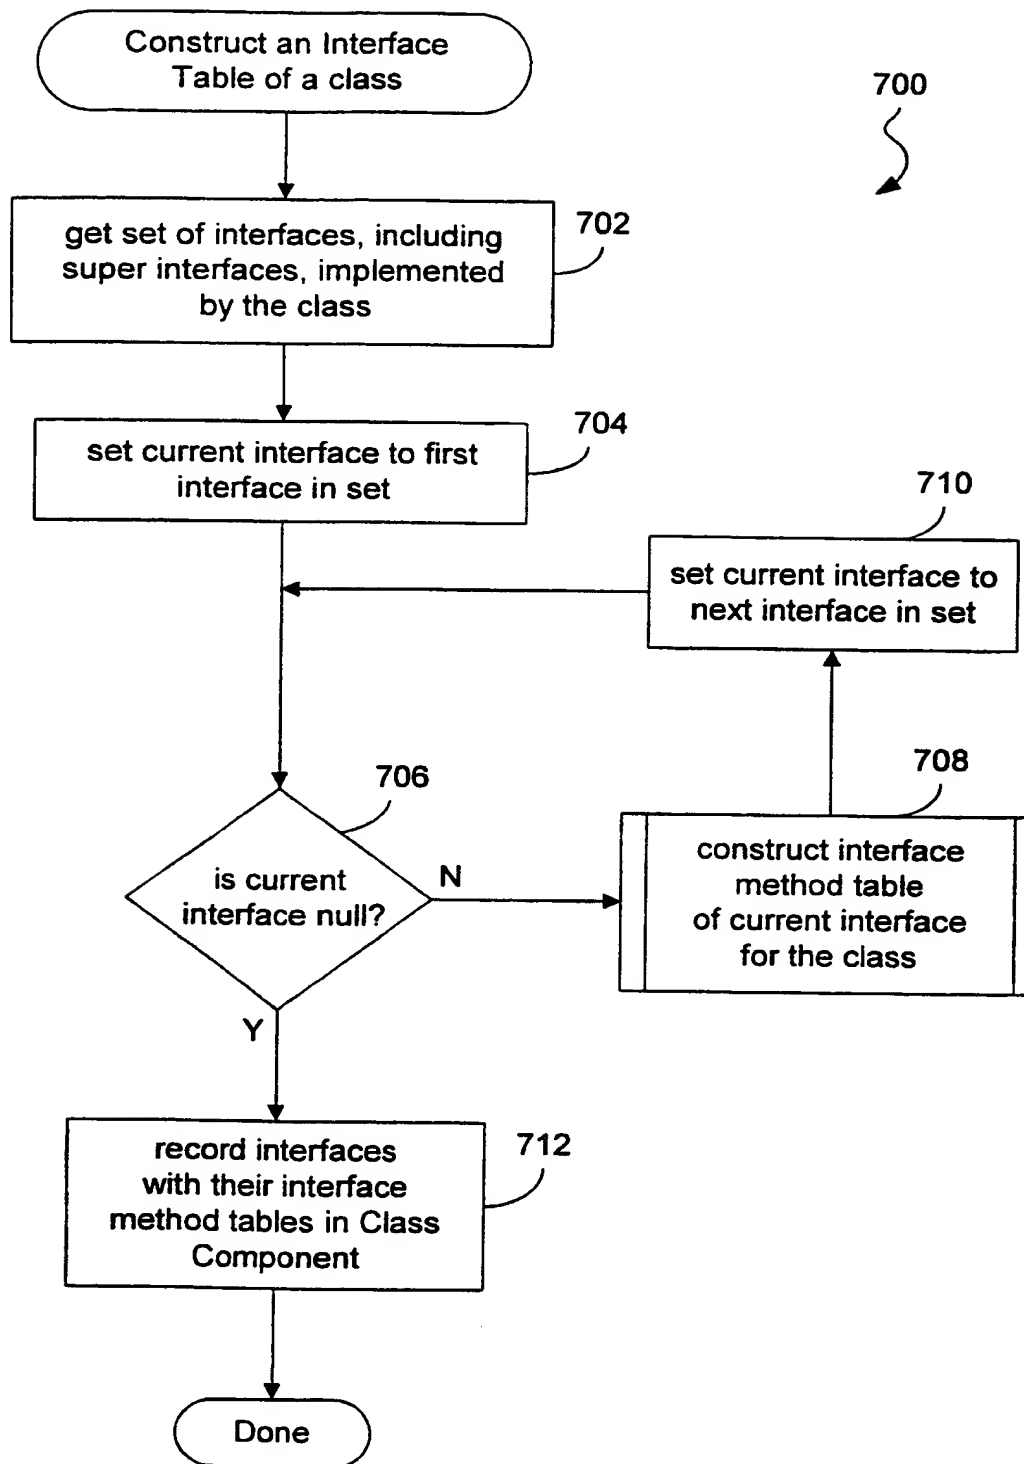 Construct an Interface
Table of a class
700
get set of interfaces, including
super interfaces, implemented
by the class
702
set current interface to first
interface in set
704
710
set current interface to
next interface in set
706
is current
interface null?
N
Y
708
construct interface
method table
of current interface
for the class
record interfaces
with their interface
method tables in Class
Component
712
Done